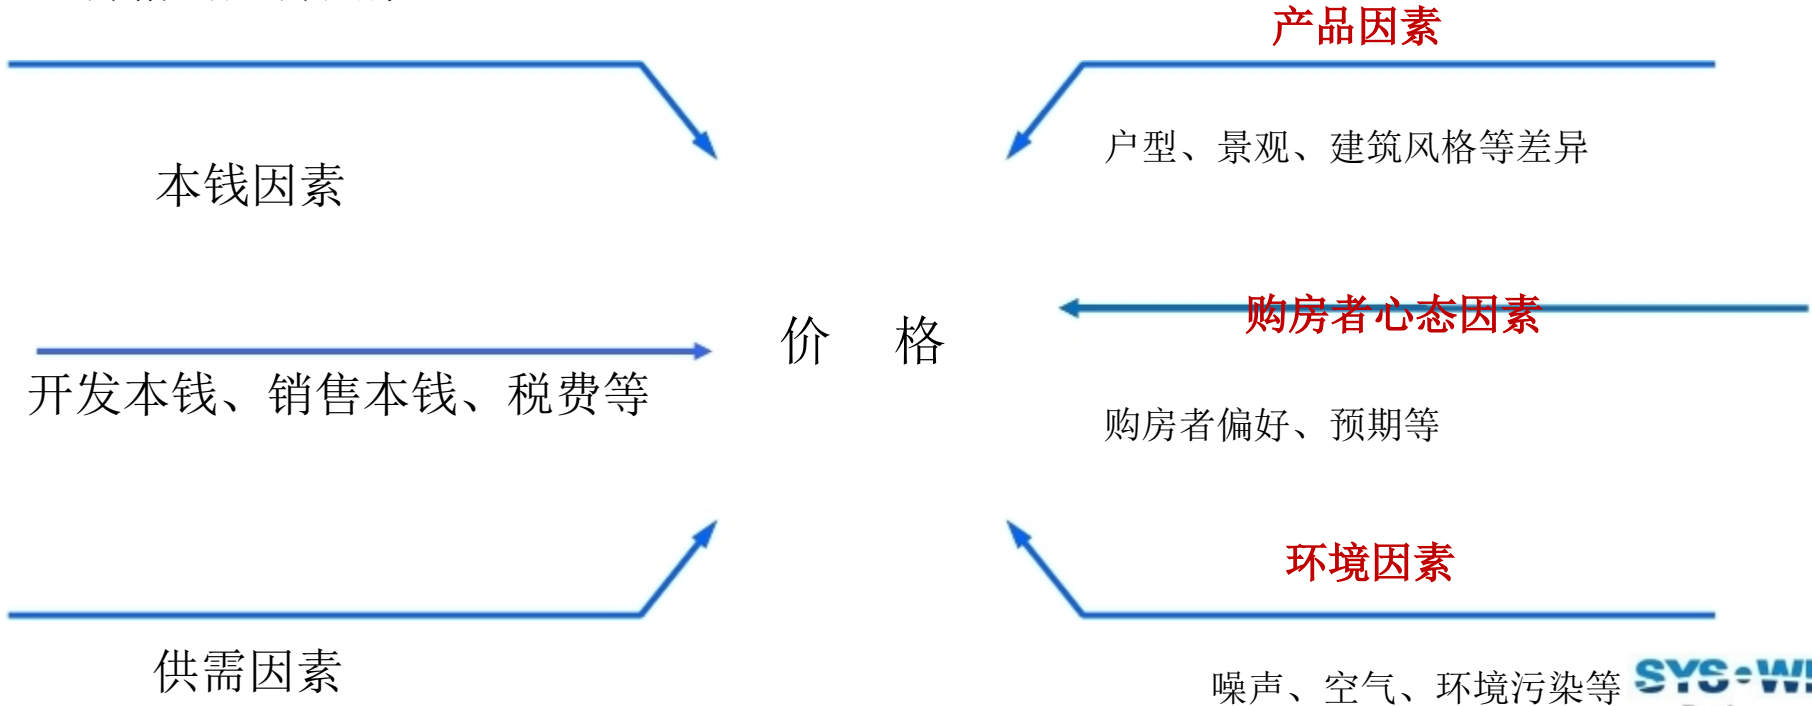 产品因素
户型、景观、建筑风格等差异
本钱因素
购房者心态因素
价 格
开发本钱、销售本钱、税费等
购房者偏好、预期等
环境因素
供需因素
噪声、空气、环境污染等